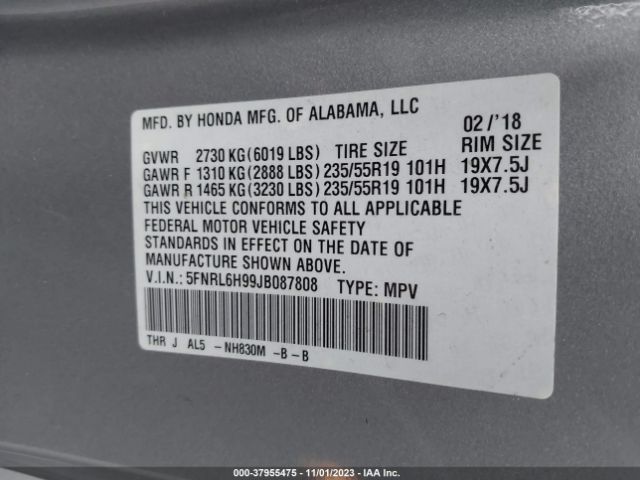 MFD. BY HONDA MFG. OF ALABAMA, LLC 02 /'18
GVWR 2730 KG (6019 LBS) TIRE SIZE RIM SIZE
GAWR F 1310 KG (2888 LBS) 235/55R19 101H 19X7.5J
GAWR R 1465 KG (3230 LBS) 235/55R19 101H 19X7.5J
THIS VEHICLE CONFORMS TO ALL APPLICABLE
FEDERAL MOTOR VEHICLE SAFETY
STANDARDS IN EFFECT ON THE DATE OF
MANUFACTURE SHOWN ABOVE.
V.I.N.: 5FNRL6H99JB087808 TYPE: MPV
THR J AL5 -NH830M -B-B
000-37955475 - 11/01/2023 - IAA Inc.